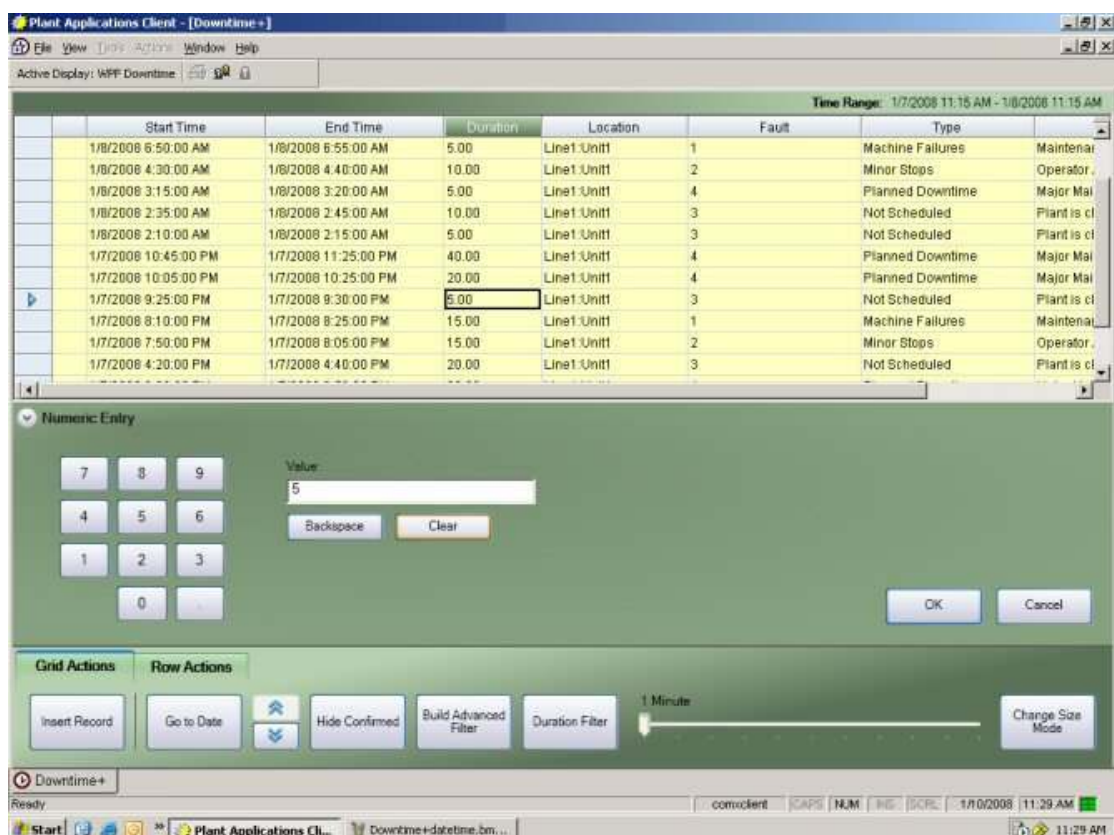 Plant Applications Client - [Downtime+]
File View Tools Actions Window Help
Active Display: WPF Downtime
Time Range: 1/7/2008 11:15 AM - 1/8/2008 11:15 AM
Start Time End Time Duration Location Fault Type
1/8/2008 6:50:00 AM 1/8/2008 6:55:00 AM 5.00 Line1:Unit1 1 Machine Failures Maintenar
1/8/2008 4:30:00 AM 1/8/2008 4:40:00 AM 10.00 Line1:Unit1 2 Minor Stops Operator
1/8/2008 3:15:00 AM 1/8/2008 3:20:00 AM 5.00 Line1:Unit1 4 Planned Downtime Major Mai
1/8/2008 2:35:00 AM 1/8/2008 2:45:00 AM 10.00 Line1:Unit1 3 Not Scheduled Plant is cl
1/8/2008 2:10:00 AM 1/8/2008 2:15:00 AM 5.00 Line1:Unit1 3 Not Scheduled Plant is cl
1/7/2008 10:45:00 PM 1/7/2008 11:25:00 PM 40.00 Line1:Unit1 4 Planned Downtime Major Mai
1/7/2008 10:05:00 PM 1/7/2008 10:25:00 PM 20.00 Line1:Unit1 4 Planned Downtime Major Mai
1/7/2008 9:25:00 PM 1/7/2008 9:30:00 PM 5.00 Line1:Unit1 3 Not Scheduled Plant is cl
1/7/2008 8:10:00 PM 1/7/2008 8:25:00 PM 15.00 Line1:Unit1 1 Machine Failures Maintenar
1/7/2008 7:50:00 PM 1/7/2008 8:05:00 PM 15.00 Line1:Unit1 2 Minor Stops Operator
1/7/2008 4:20:00 PM 1/7/2008 4:40:00 PM 20.00 Line1:Unit1 3 Not Scheduled Plant is cl
Numeric Entry
7 8 9
Value:
5
4 5 6
Backspace Clear
1 2 3
0 .
OK Cancel
Grid Actions Row Actions
1 Minute
Insert Record Go to Date Hide Confirmed Build Advanced Filter Duration Filter Change Size Mode
Downtime+
Ready comxclient CAPS NUM INS SCRL 1/10/2008 11:29 AM
Start » Plant Applications Cli... Downtime+datetime.bm... 11:29 AM